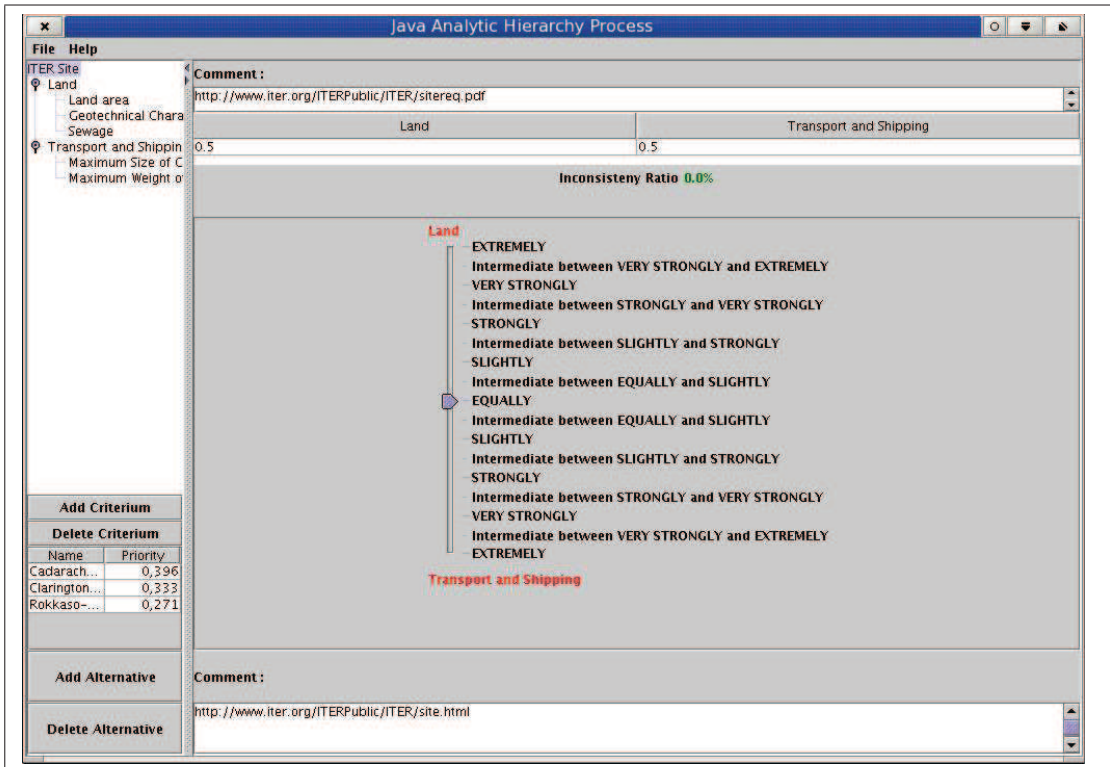 Java Analytic Hierarchy Process
File Help
ITER Site
Land
Land area
Geotechnical Chara
Sewage
Transport and Shippin
Maximum Size of C
Maximum Weight o
Add Criterium
Delete Criterium
Name Priority
Cadarach... 0,396
Clarington... 0,333
Rokkaso-... 0,271
Add Alternative
Delete Alternative
Comment :
http://www.iter.org/ITERPublic/ITER/sitereq.pdf
Land Transport and Shipping
0.5 0.5
Inconsisteny Ratio 0.0%
Land
EXTREMELY
Intermediate between VERY STRONGLY and EXTREMELY
VERY STRONGLY
Intermediate between STRONGLY and VERY STRONGLY
STRONGLY
Intermediate between SLIGHTLY and STRONGLY
SLIGHTLY
Intermediate between EQUALLY and SLIGHTLY
EQUALLY
Intermediate between EQUALLY and SLIGHTLY
SLIGHTLY
Intermediate between SLIGHTLY and STRONGLY
STRONGLY
Intermediate between STRONGLY and VERY STRONGLY
VERY STRONGLY
Intermediate between VERY STRONGLY and EXTREMELY
EXTREMELY
Transport and Shipping
Comment :
http://www.iter.org/ITERPublic/ITER/site.html